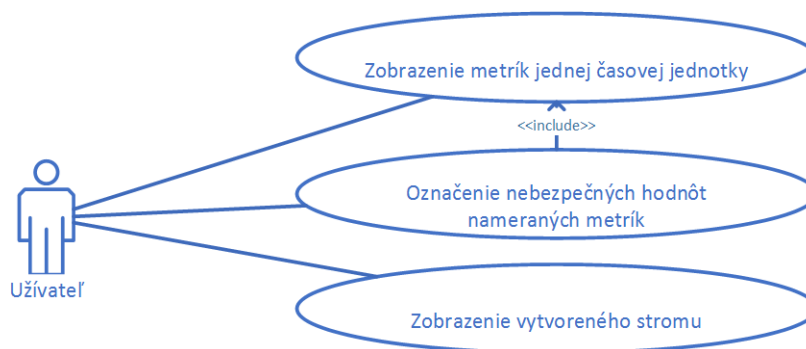 Zobrazenie metrík jednej časovej jednotky
<<include>>
Označenie nebezpečných hodnôt
nameraných metrík
Užívateľ
Zobrazenie vytvoreného stromu